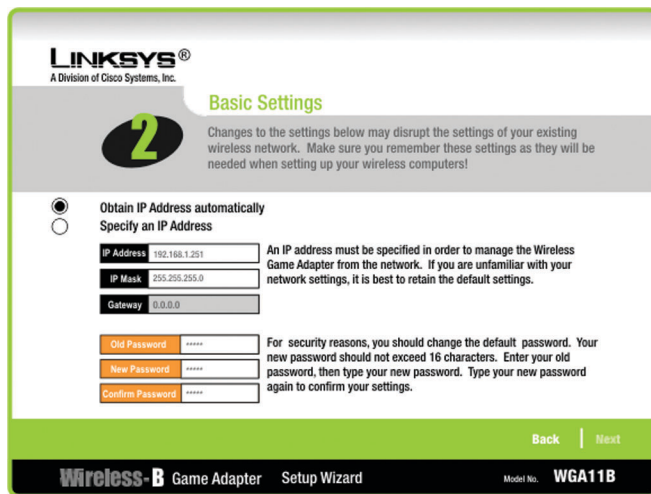 LINKSYS®
A Division of Cisco Systems, Inc.
Basic Settings
2
Changes to the settings below may disrupt the settings of your existing
wireless network. Make sure you remember these settings as they will be
needed when setting up your wireless computers!
Obtain IP Address automatically
Specify an IP Address
IP Address 192.168.1.251
IP Mask 255.255.255.0
Gateway 0.0.0.0
An IP address must be specified in order to manage the Wireless
Game Adapter from the network. If you are unfamiliar with your
network settings, it is best to retain the default settings.
Old Password *****
New Password *****
Confirm Password *****
For security reasons, you should change the default password. Your
new password should not exceed 16 characters. Enter your old
password, then type your new password. Type your new password
again to confirm your settings.
Back | Next
Wireless-B Game Adapter Setup Wizard Model No. WGA11B